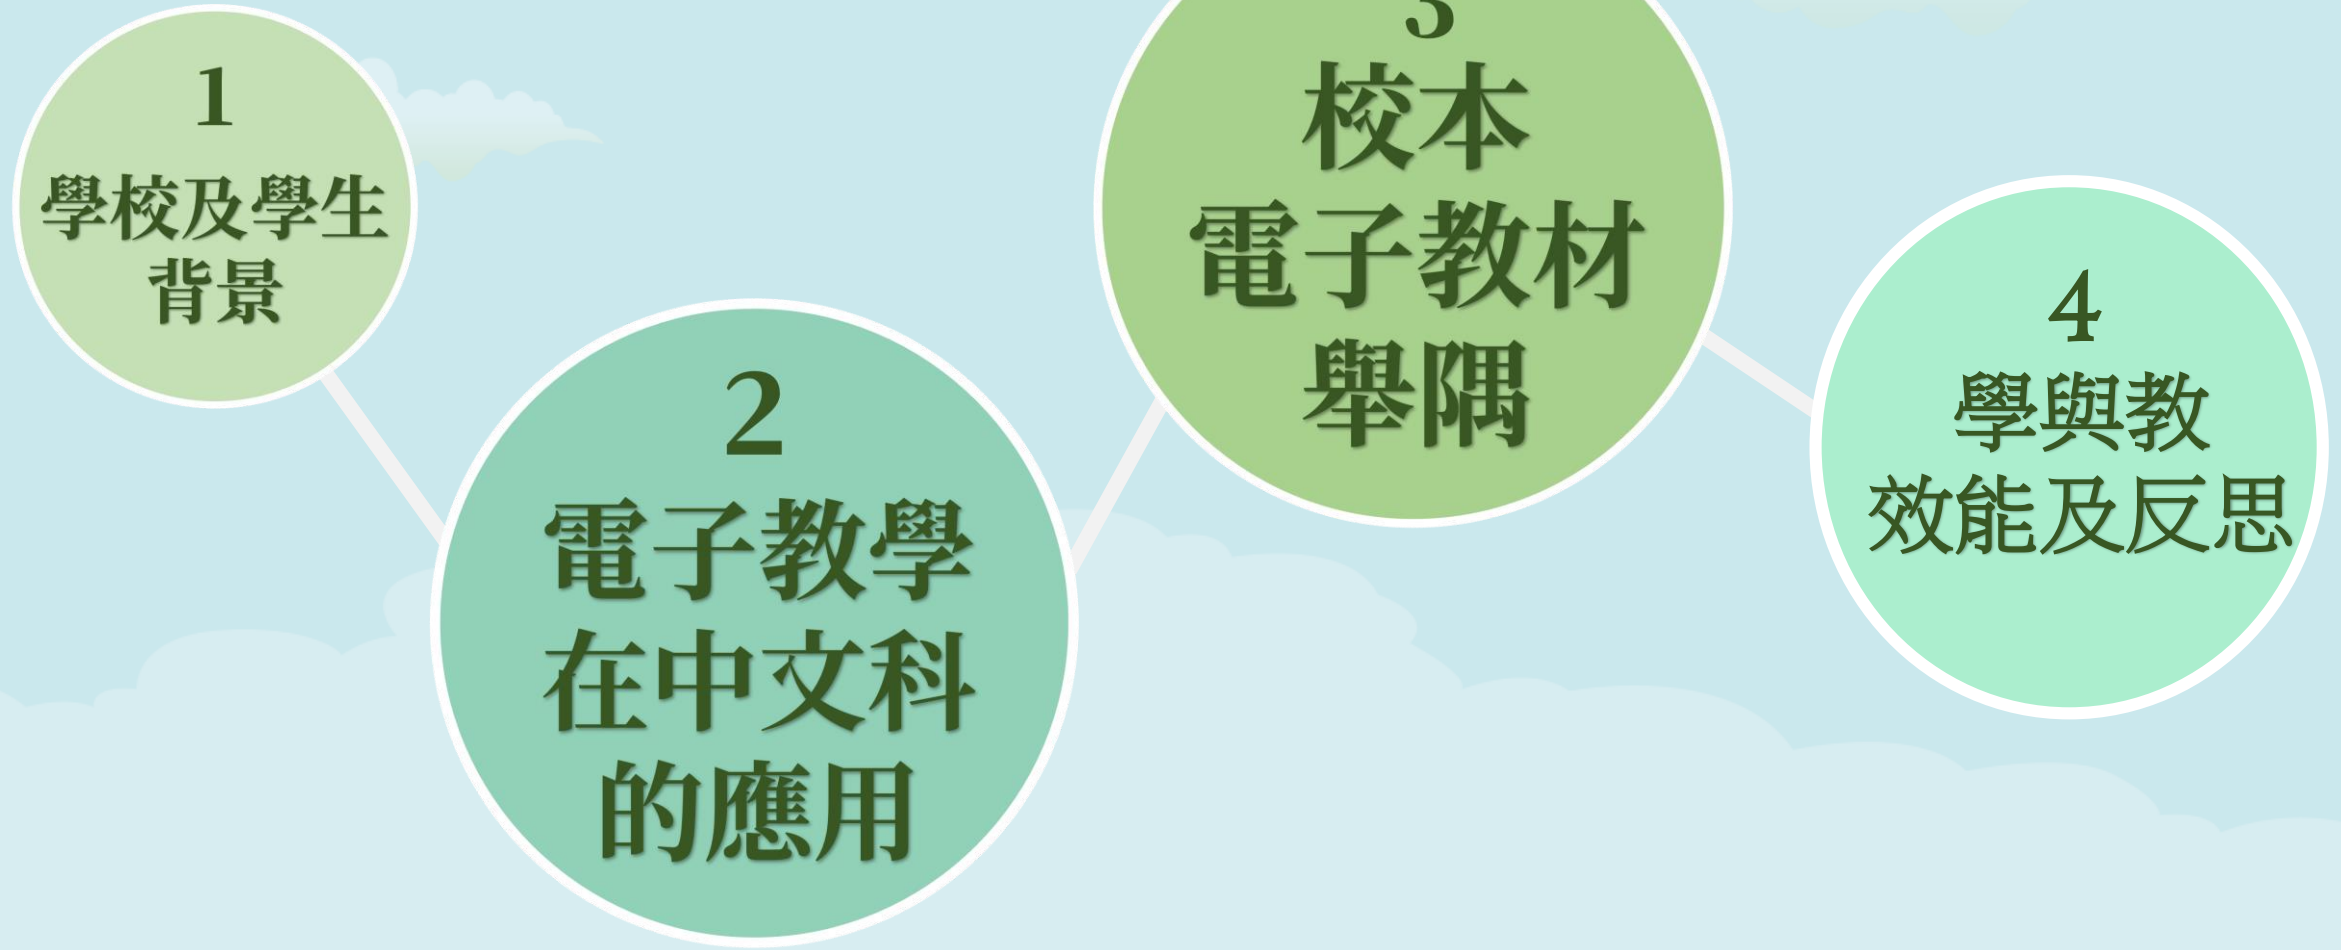 1
學校及學生
背景
2
電子教學
在中文科
的應用
3
校本
電子教材
舉隅
4
學與教
效能及反思